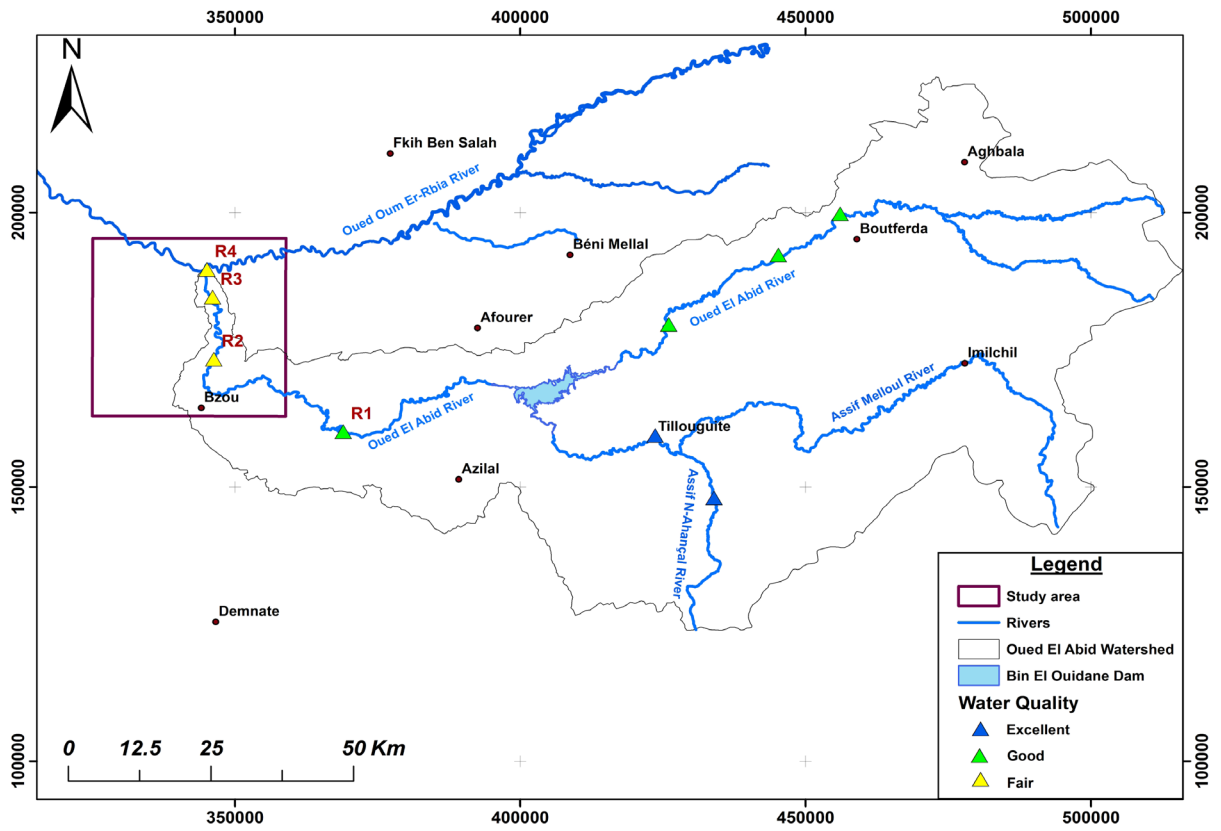 350000
400000
450000
500000
N
Fkih Ben Salah
Aghbala
Oued Oum Er-Rbia River
200000
200000
Boutferda
R4
Béni Mellal
R3
Oued El Abid River
Afourer
R2
Imilchil
Assif Melloul River
Bzou
R1
Oued El Abid River
Tillouguite
Azilal
150000
150000
Assif N-Ahançal River
Legend
Study area
Demnate
Rivers
Oued El Abid Watershed
Bin El Ouidane Dam
Water Quality
Excellent
Good
Fair
0 12.5 25 50 Km
100000
100000
350000
400000
450000
500000